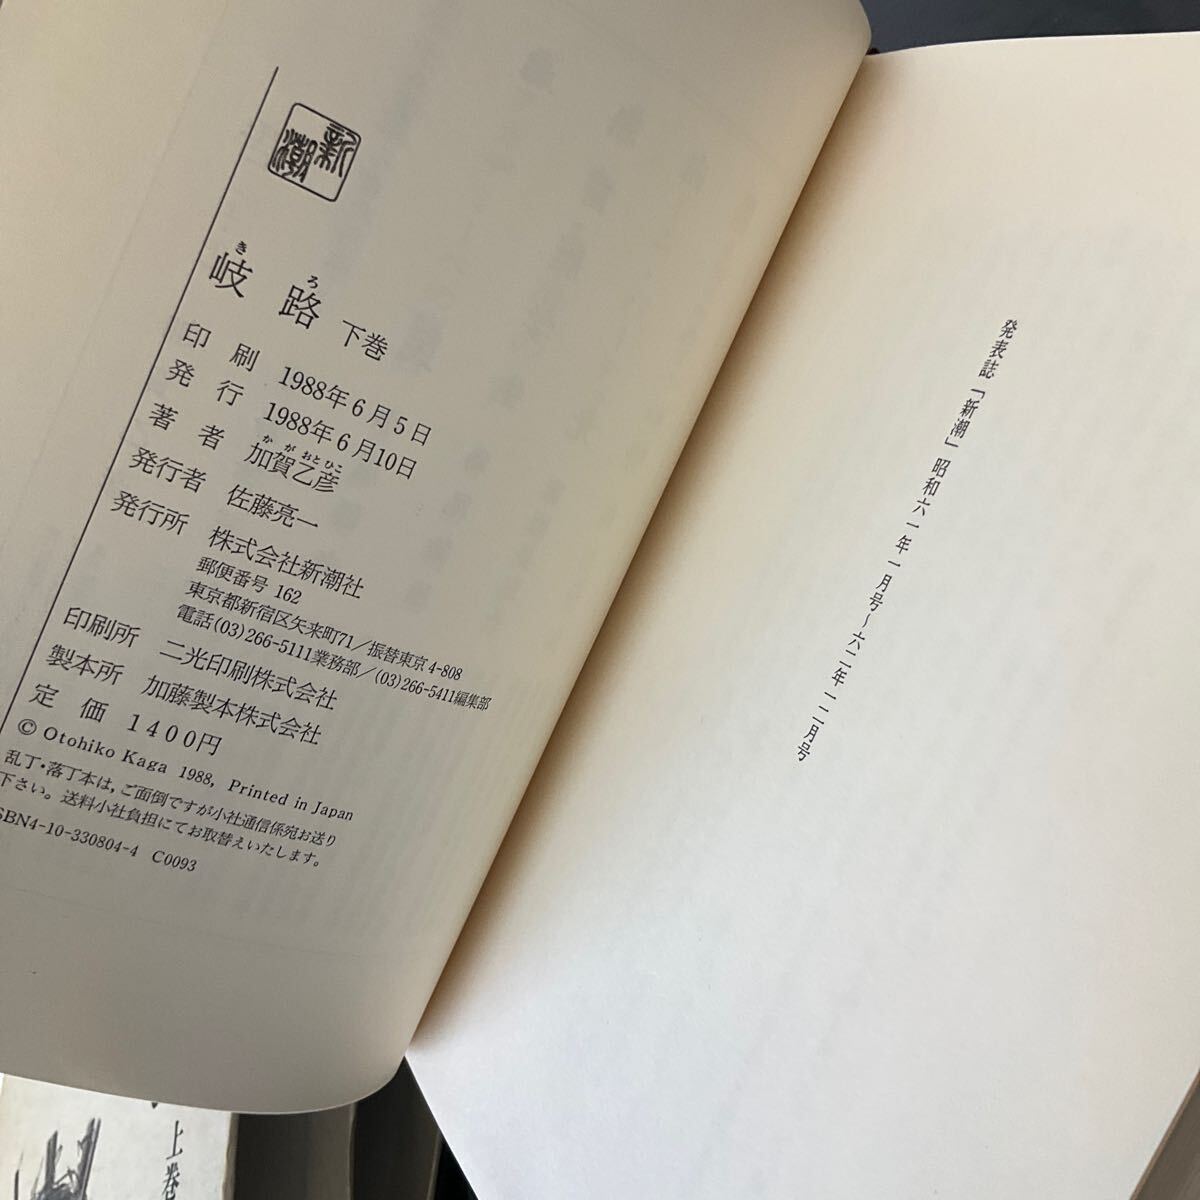 新潮
きろ
岐路 下巻
印刷 1988年6月5日
発行 1988年6月10日
かがおとひこ
著者 加賀乙彦
発行者 佐藤亮一
発行所 株式会社新潮社
郵便番号 162
東京都新宿区矢来町71/振替東京4-808
電話(03)266-5111業務部/(03)266-5411編集部
印刷所 二光印刷株式会社
製本所 加藤製本株式会社
定価 1400円
© Otohiko Kaga 1988, Printed in Japan
乱丁・落丁本は,ご面倒ですが小社通信係宛お送り
下さい。送料小社負担にてお取替えいたします。
SBN4-10-330804-4 C0093
発表誌「新潮」昭和六一年一月号〜六二年一二月号
上巻